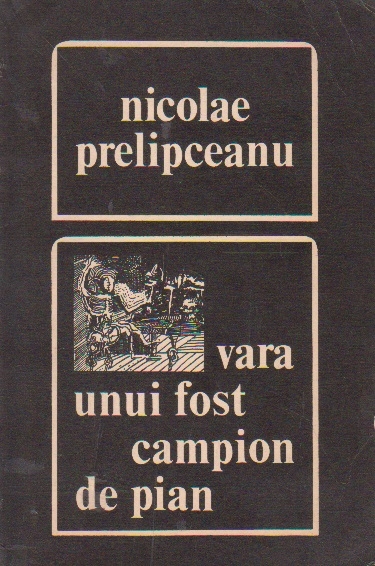 nicolae
prelipceanu
vara
unui fost
campion
de pian